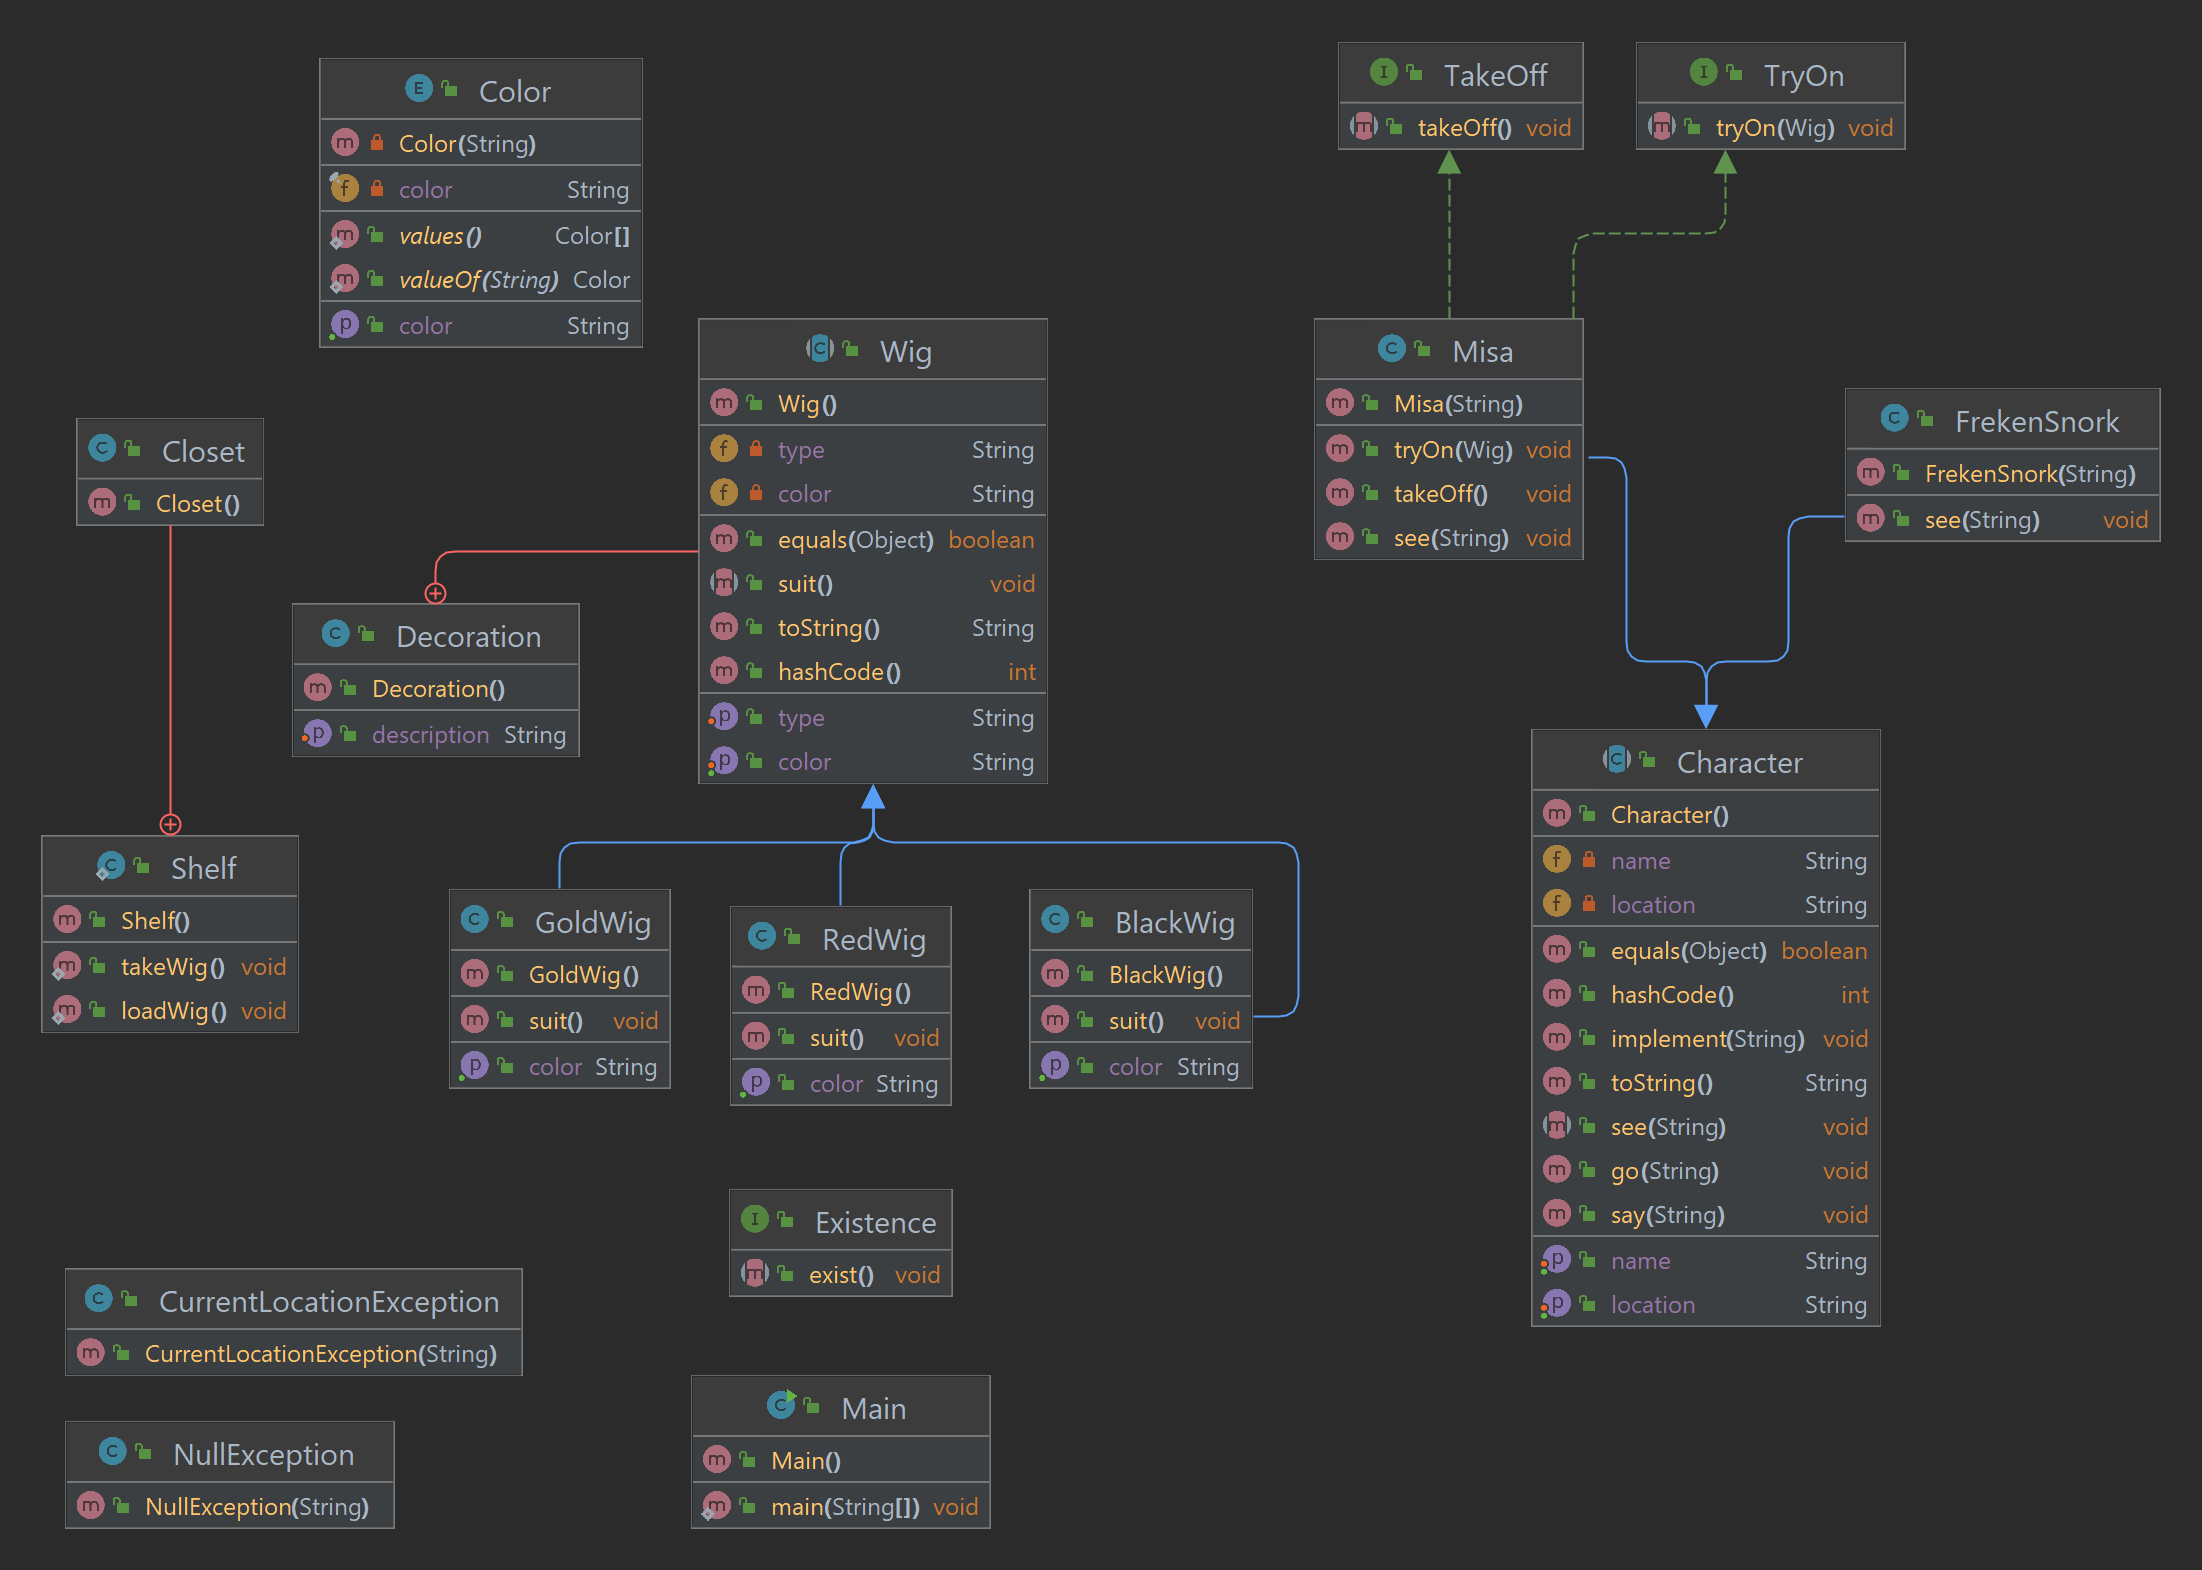 Color
Color(String)
color String
values() Color[]
valueOf(String) Color
color String
Closet
Closet()
Decoration
Decoration()
description String
Shelf
Shelf()
takeWig() void
loadWig() void
Wig
Wig()
type String
color String
equals(Object) boolean
suit() void
toString() String
hashCode() int
type String
color String
GoldWig
GoldWig()
suit() void
color String
RedWig
RedWig()
suit() void
color String
BlackWig
BlackWig()
suit() void
color String
TakeOff
takeOff() void
TryOn
tryOn(Wig) void
Misa
Misa(String)
tryOn(Wig) void
takeOff() void
see(String) void
FrekenSnork
FrekenSnork(String)
see(String) void
Character
Character()
name String
location String
equals(Object) boolean
hashCode() int
implement(String) void
toString() String
see(String) void
go(String) void
say(String) void
name String
location String
Existence
exist() void
CurrentLocationException
CurrentLocationException(String)
NullException
NullException(String)
Main
Main()
main(String[]) void